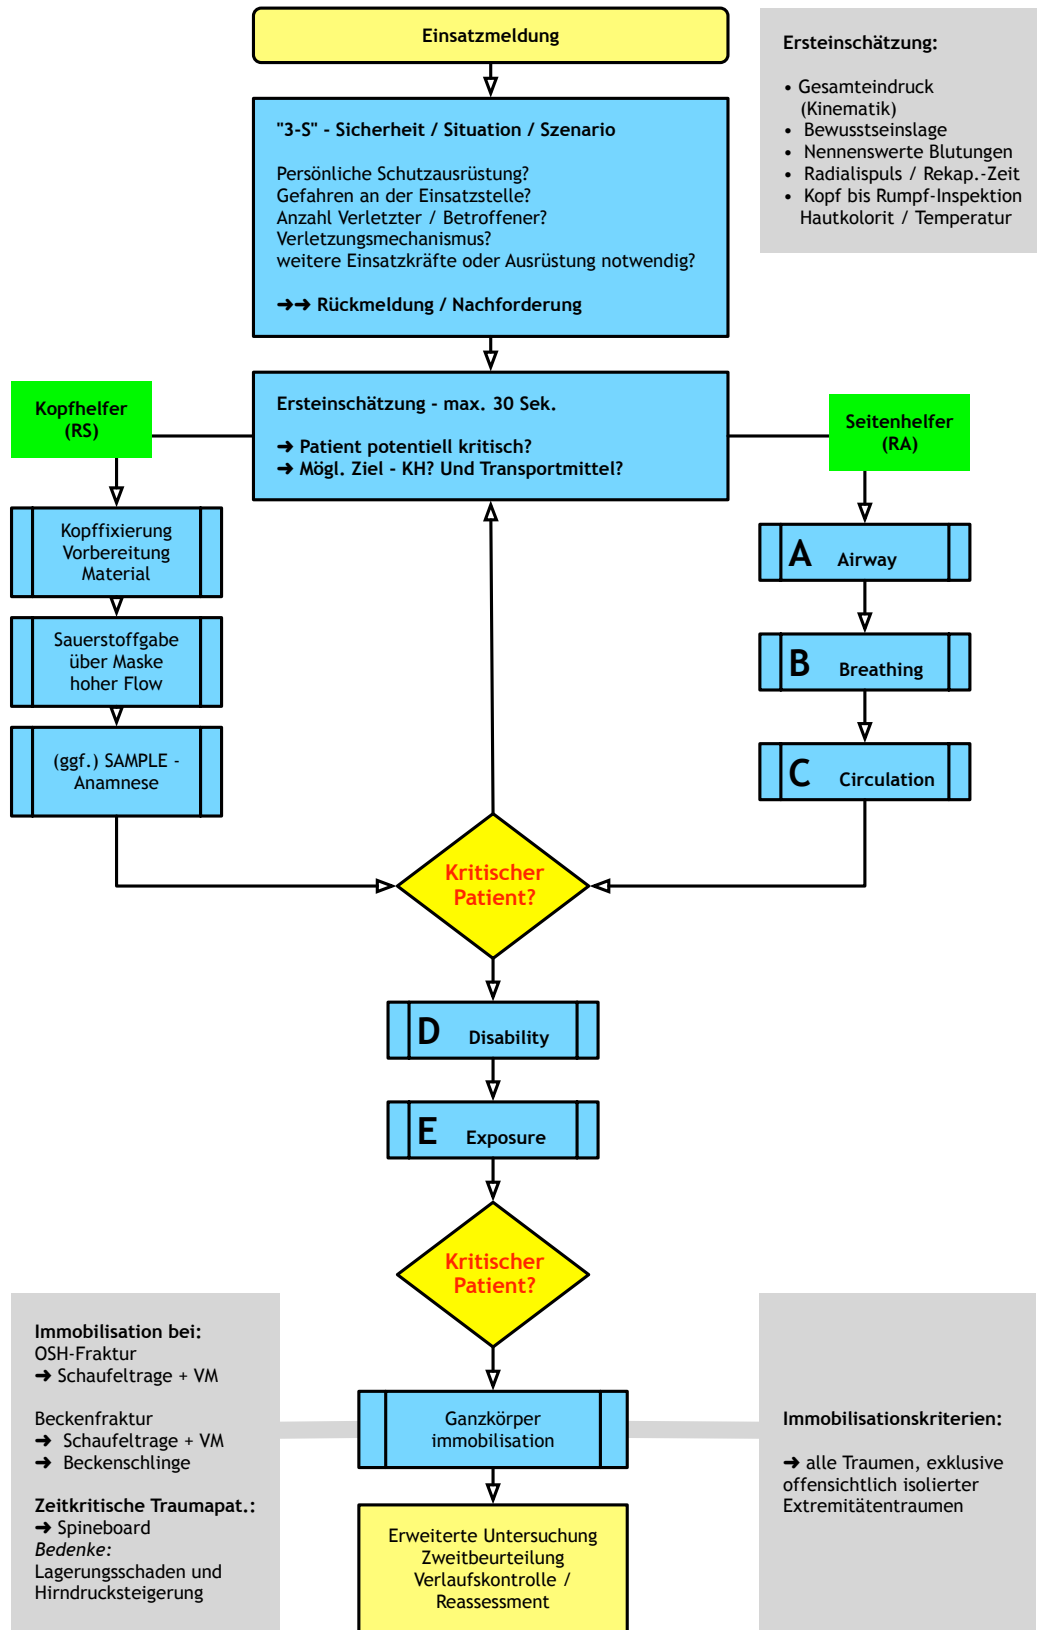 Einsatzmeldung
Ersteinschätzung:
• Gesamteindruck
(Kinematik)
• Bewusstseinslage
• Nennenswerte Blutungen
• Radialispuls / Rekap.-Zeit
• Kopf bis Rumpf-Inspektion
Hautkolorit / Temperatur
"3-S" - Sicherheit / Situation / Szenario
Persönliche Schutzausrüstung?
Gefahren an der Einsatzstelle?
Anzahl Verletzter / Betroffener?
Verletzungsmechanismus?
weitere Einsatzkräfte oder Ausrüstung notwendig?
➜➜ Rückmeldung / Nachforderung
Ersteinschätzung - max. 30 Sek.
➜ Patient potentiell kritisch?
➜ Mögl. Ziel - KH? Und Transportmittel?
Kopfhelfer
(RS)
Kopffixierung
Vorbereitung
Material
Sauerstoffgabe
über Maske
hoher Flow
(ggf.) SAMPLE -
Anamnese
Seitenhelfer
(RA)
A Airway
B Breathing
C Circulation
Kritischer
Patient?
D Disability
E Exposure
Kritischer
Patient?
Immobilisation bei:
OSH-Fraktur
➜ Schaufeltrage + VM
Beckenfraktur
➜ Schaufeltrage + VM
➜ Beckenschlinge
Zeitkritische Traumapat.:
➜ Spineboard
Bedenke:
Lagerungsschaden und
Hirndrucksteigerung
Ganzkörper
immobilisation
Immobilisationskriterien:
➜ alle Traumen, exklusive
offensichtlich isolierter
Extremitätentraumen
Erweiterte Untersuchung
Zweitbeurteilung
Verlaufskontrolle /
Reassessment